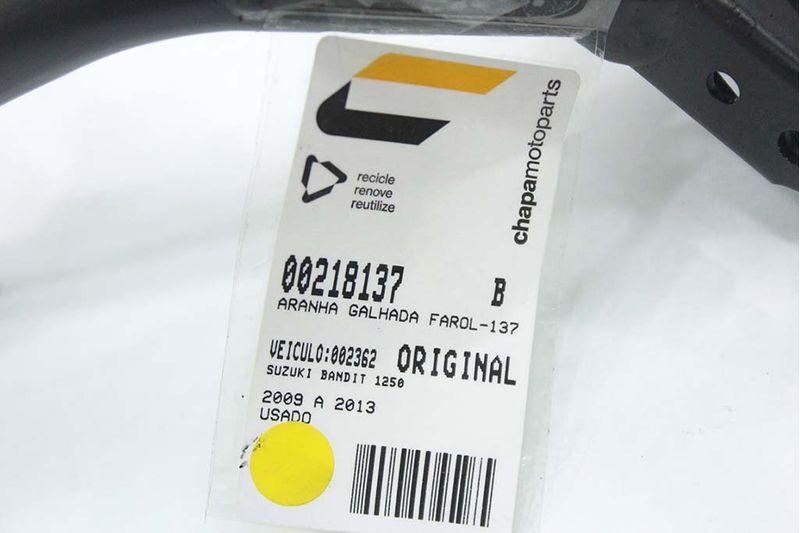 chapamotoparts
recicle
renove
reutilize
00218137 B
ARANHA GALHADA FAROL-137
VEICULO:002362 ORIGINAL
SUZUKI BANDIT 1250
2009 A 2013
USADO